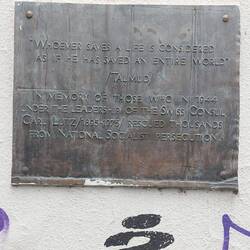 "WHOEVER SAVES A LIFE IS CONSIDERED
AS IF HE HAS SAVED AN ENTIRE WORLD"
(TALMUD)
IN MEMORY OF THOSE WHO IN 1944
UNDER THE LEADERSHIP OF THE SWISS CONSUL
CARL LUTZ (1895-1975) RESCUED THOUSANDS
FROM NATIONAL SOCIALIST PERSECUTION